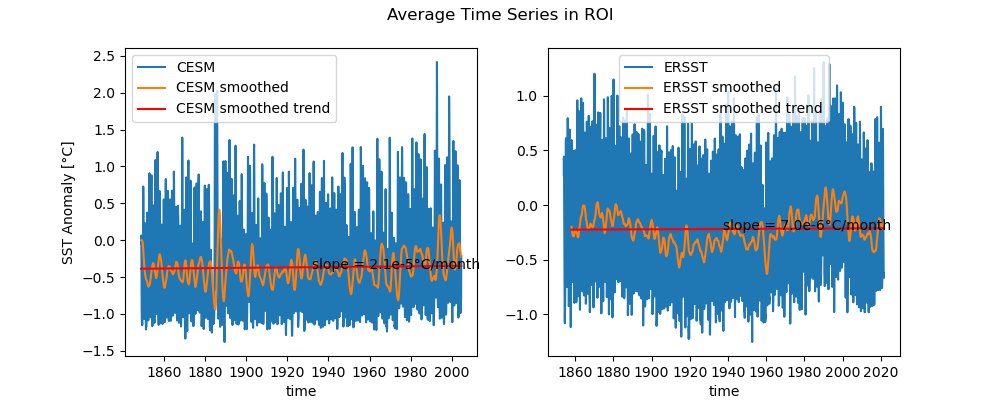 Average Time Series in ROI
2.5
2.0
1.5
1.0
0.5
0.0
−0.5
−1.0
−1.5
SST Anomaly [°C]
CESM
CESM smoothed
CESM smoothed trend
slope = 2.1e-5°C/month
1860 1880 1900 1920 1940 1960 1980 2000
time
1.0
0.5
0.0
−0.5
−1.0
ERSST
ERSST smoothed
ERSST smoothed trend
slope = 7.0e-6°C/month
1860 1880 1900 1920 1940 1960 1980 2000 2020
time